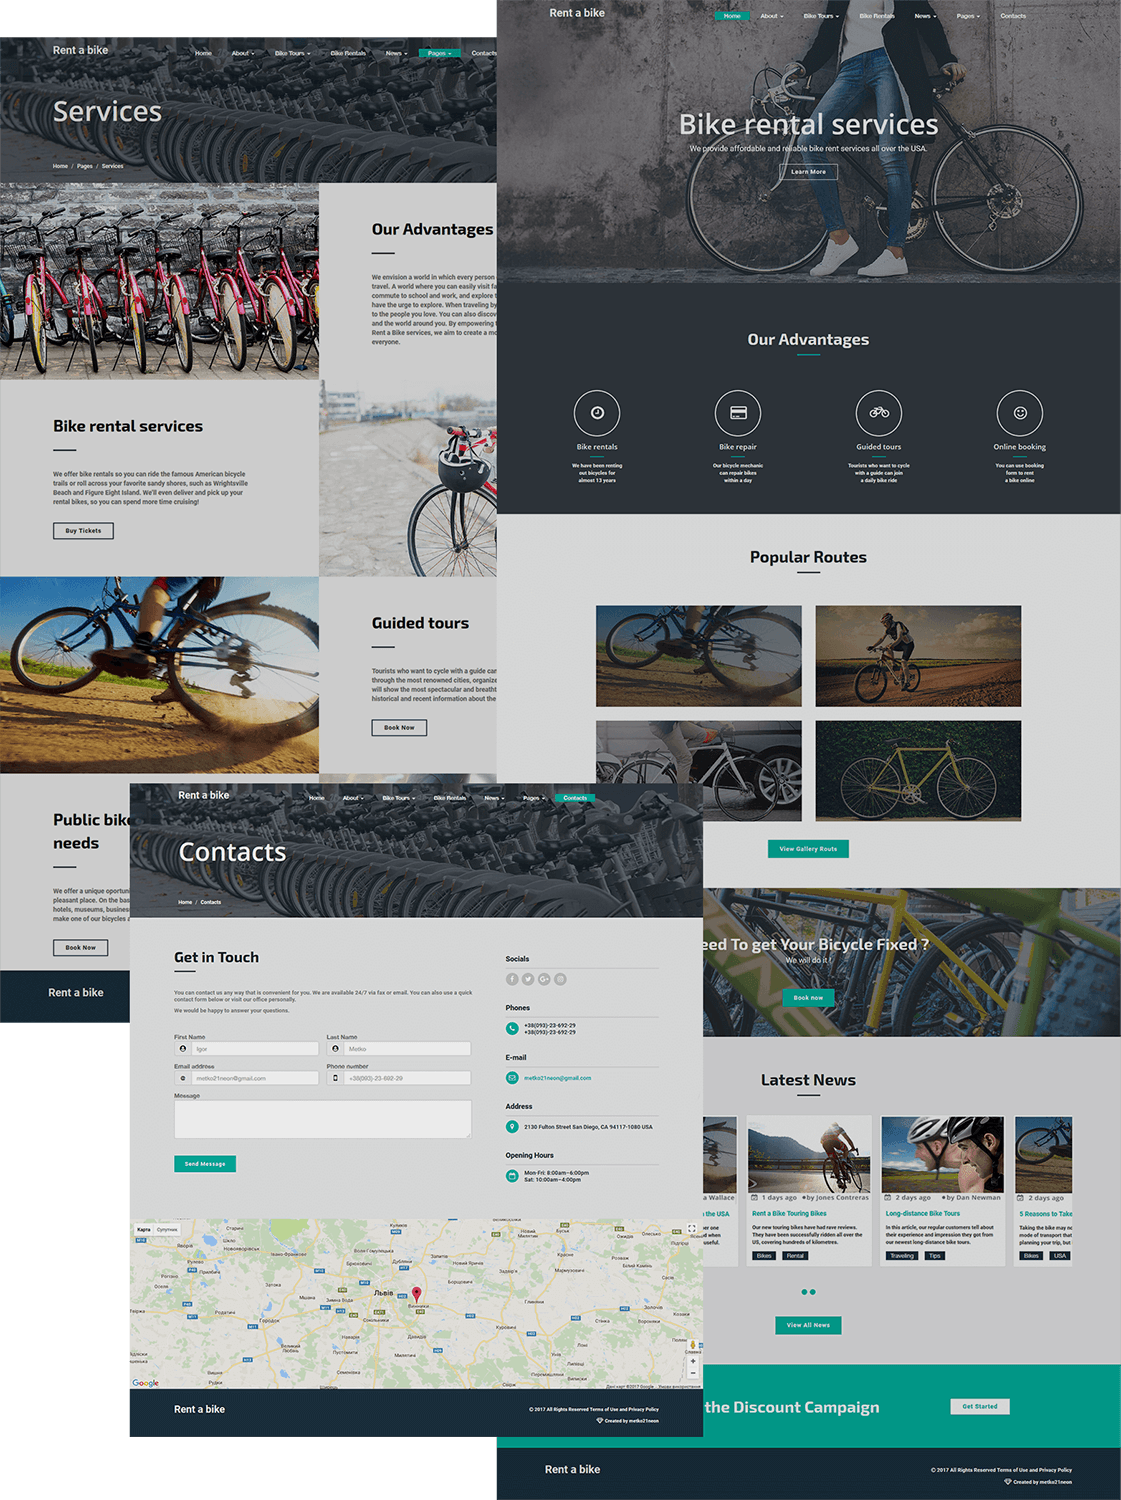 Rent a bike
Home About Bike Tours Bike Rentals News Pages Contacts
Services
Home / Pages / Services
Our Advantages
We envision a world in which every person
travel. A world where you can easily visit fa
commute to school and work, and explore t
have the urge to explore. When traveling by
to the people you love. You can also discov
and the world around you. By empowering t
Rent a Bike services, we aim to create a mo
everyone.
Bike rental services
We offer bike rentals so you can ride the famous American bicycle
trails or roll across your favorite sandy shores, such as Wrightsville
Beach and Figure Eight Island. We'll even deliver and pick up your
rental bikes, so you can spend more time cruising!
Buy Tickets
Guided tours
Tourists who want to cycle with a guide can
through the most renowned cities, organize
will show the most spectacular and breatht
historical and recent information about the
Book Now
Public bik
needs
We offer a unique oportuni
pleasant place. On the bas
hotels, museums, business
make one of our bicycles a
Book Now
Rent a bike
Rent a bike
Home About Bike Tours Bike Rentals News Pages Contacts
Bike rental services
We provide affordable and reliable bike rent services all over the USA.
Learn More
Our Advantages
Bike rentals
We have been renting
out bicycles for
almost 13 years
Bike repair
Our bicycle mechanic
can repair bikes
within a day
Guided tours
Tourists who want to cycle
with a guide can join
a daily bike ride
Online booking
You can use booking
form to rent
a bike online
Popular Routes
View Gallery Routs
eed To get Your Bicycle Fixed ?
We will do it !
Book now
Latest News
a Wallace
n the USA
per one
d when
useful.
1 days ago by Jones Contreras
Rent a Bike Touring Bikes
Our new touring bikes have had rave reviews.
They have been succesfully ridden all over the
US, covering hundreds of kilometres.
Bikes Rental
2 days ago by Dan Newman
Long-distance Bike Tours
In this article, our regular customers tell about
their experience and impression they got from
our newest long-distance bike tours.
Traveling Tips
2 days ago
5 Reasons to Take
Taking the bike may no
mode of transport that
planning your trip, but
Bikes USA
View All News
the Discount Campaign
Get Started
Rent a bike
© 2017 All Rights Reserved Terms of Use and Privacy Policy
Created by metko21neon
Rent a bike
Home About Bike Tours Bike Rentals News Pages Contacts
Contacts
Home / Contacts
Get in Touch
You can contact us any way that is convenient for you. We are available 24/7 via fax or email. You can also use a quick
contact form below or visit our office personally.
We would be happy to answer your questions.
First Name
Igor
Last Name
Metko
Email address
metko21neon@gmail.com
Phone number
+38(093)-23-692-29
Message
Send Message
Socials
Phones
+38(093)-23-692-29
+38(093)-23-692-29
E-mail
metko21neon@gmail.com
Address
2130 Fulton Street San Diego, CA 94117-1080 USA
Opening Hours
Mon-Fri: 8:00am–6:00pm
Sat: 10:00am–4:00pm
Карта Супутник
Львів
Винники
Городок
Яворів
Новояворівськ
Куликів
Буськ
Золочів
Google
Rent a bike
© 2017 All Rights Reserved Terms of Use and Privacy Policy
Created by metko21neon